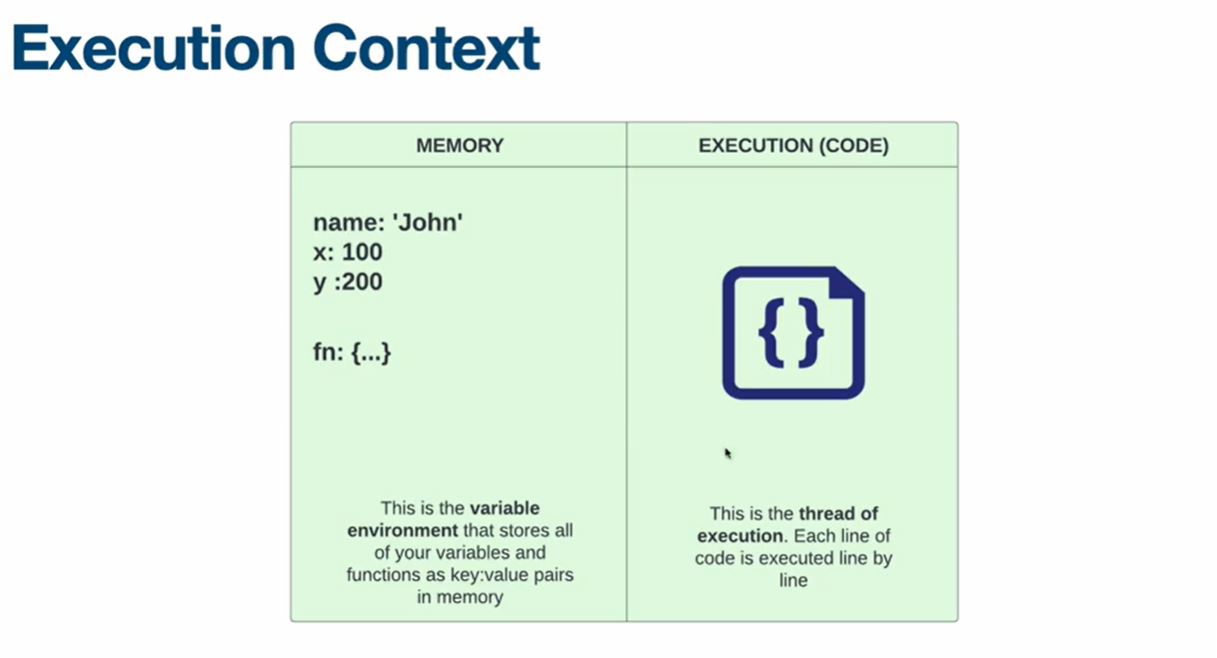 Execution Context
MEMORY
EXECUTION (CODE)
name: 'John'
x: 100
y :200
fn: {...}
{}
This is the variable
environment that stores all
of your variables and
functions as key:value pairs
in memory
This is the thread of
execution. Each line of
code is executed line by
line